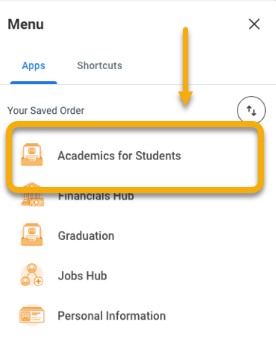 Menu
Apps Shortcuts
Your Saved Order
Academics for Students
Financials Hub
Graduation
Jobs Hub
Personal Information